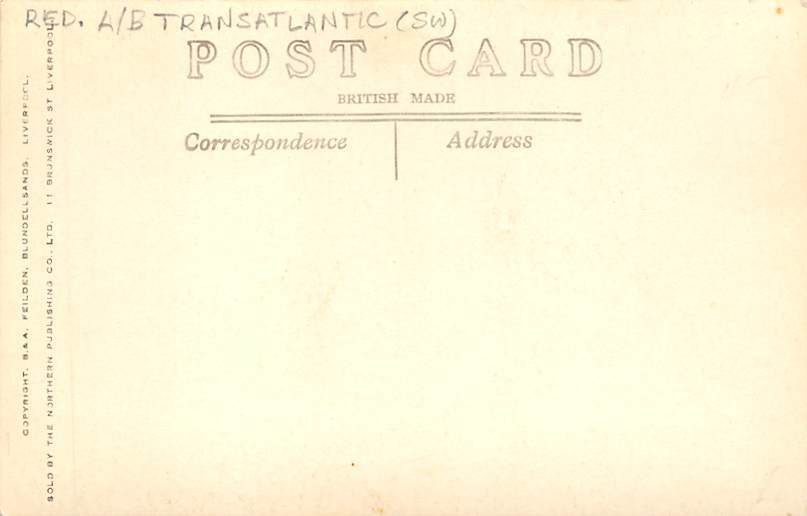 RED. A/B TRANSATLANTIC (SW)
POST CARD
BRITISH MADE
Correspondence
Address
COPYRIGHT. B.& A. FEILDEN, BLUNDELLSANDS, LIVERPOOL.
SOLD BY THE NORTHERN PUBLISHING CO., LTD. 11 BRUNSWICK ST LIVERPOOL